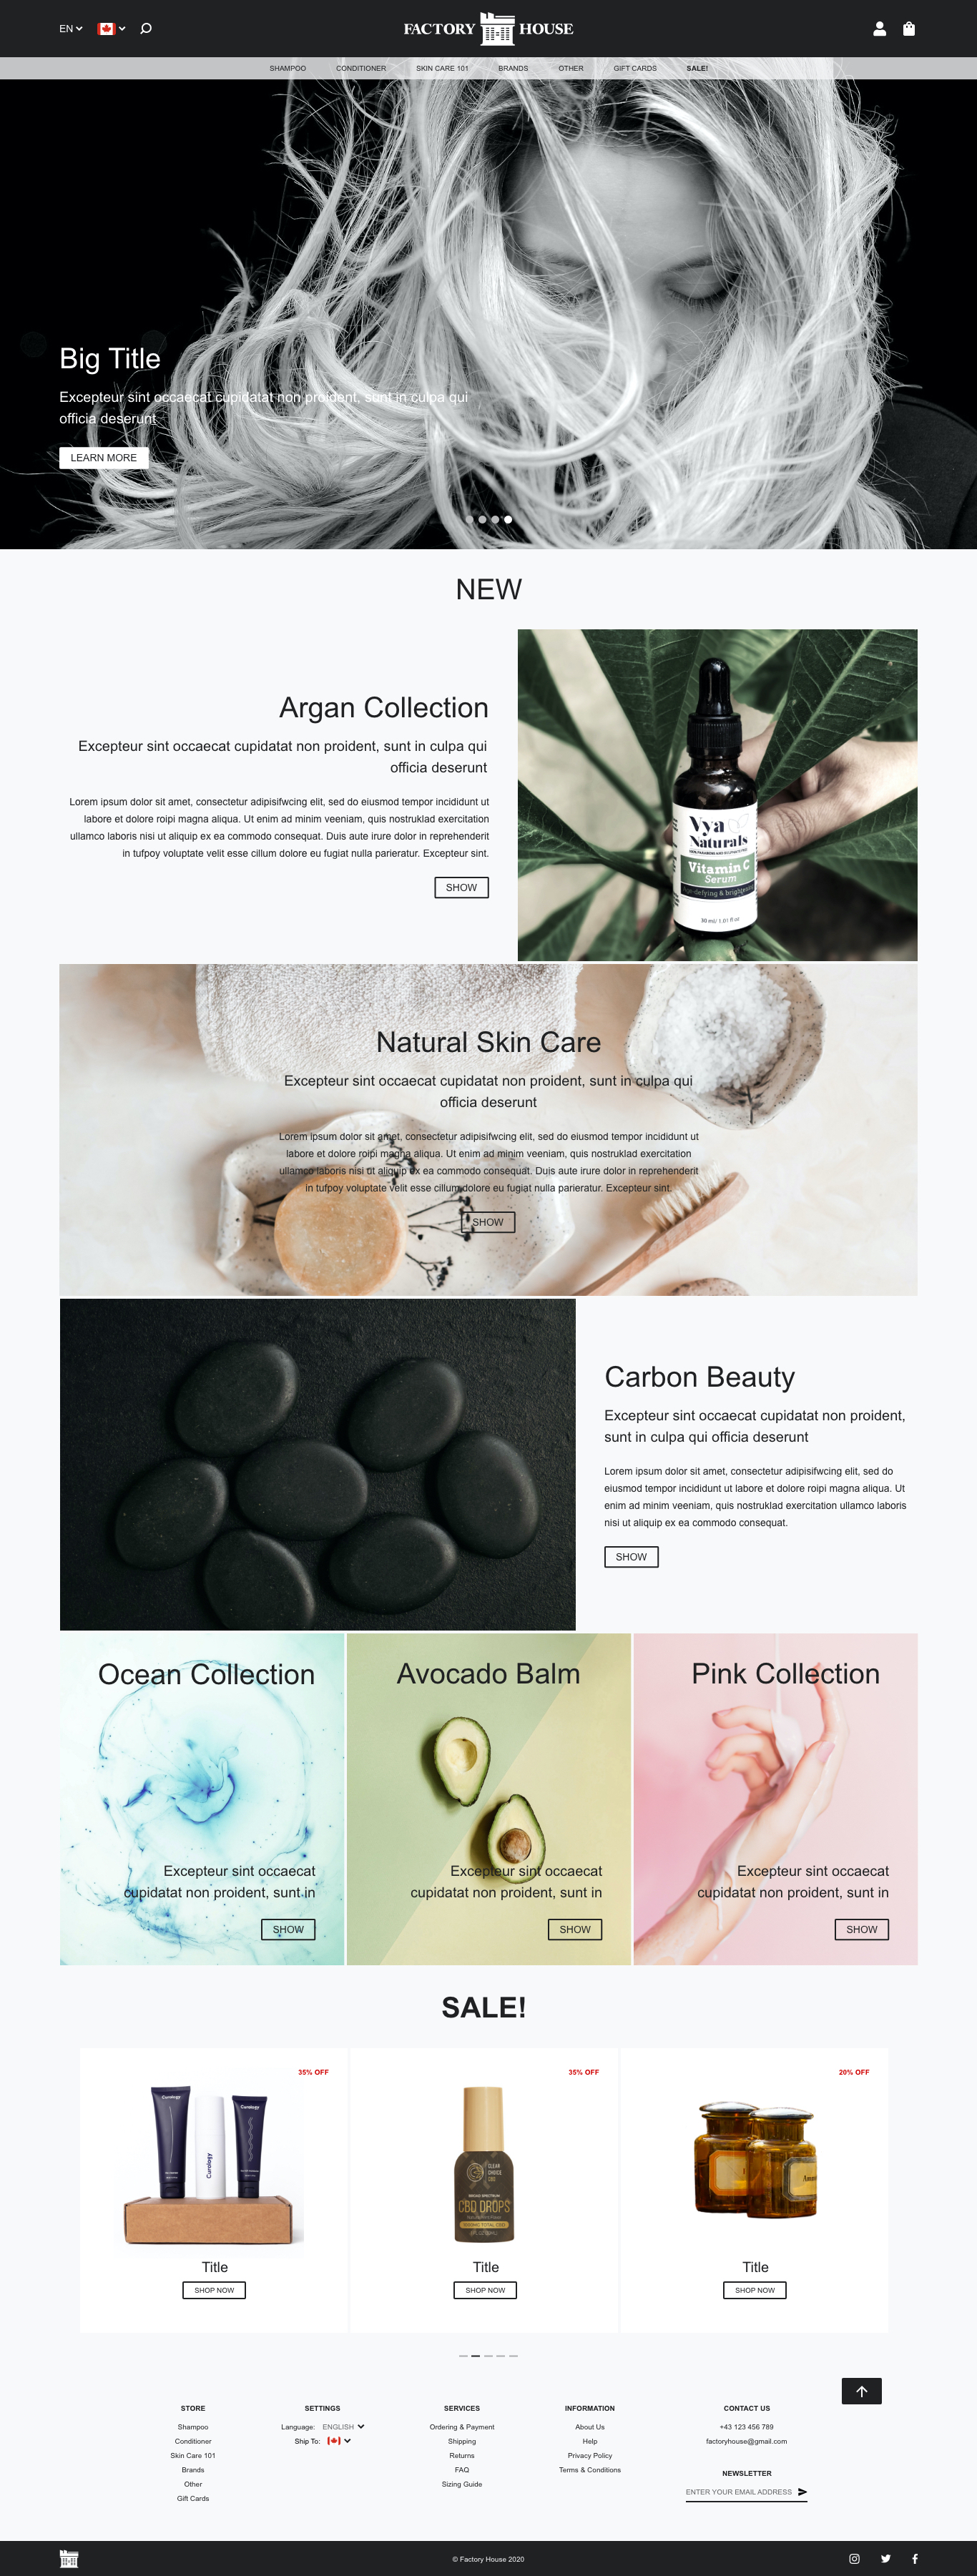 EN
FACTORY HOUSE
SHAMPOO CONDITIONER SKIN CARE 101 BRANDS OTHER GIFT CARDS SALE!
Big Title
Excepteur sint occaecat cupidatat non proident, sunt in culpa qui
officia deserunt
LEARN MORE
NEW
Argan Collection
Excepteur sint occaecat cupidatat non proident, sunt in culpa qui
officia deserunt
Lorem ipsum dolor sit amet, consectetur adipisifwcing elit, sed do eiusmod tempor incididunt ut
labore et dolore roipi magna aliqua. Ut enim ad minim veeniam, quis nostruklad exercitation
ullamco laboris nisi ut aliquip ex ea commodo consequat. Duis aute irure dolor in reprehenderit
in tufpoy voluptate velit esse cillum dolore eu fugiat nulla parieratur. Excepteur sint.
SHOW
Vya
Naturals
Vitamin C
Serum
Age-defying & brightening
30 ml/ 1.01 fl oz
Natural Skin Care
Excepteur sint occaecat cupidatat non proident, sunt in culpa qui
officia deserunt
Lorem ipsum dolor sit amet, consectetur adipisifwcing elit, sed do eiusmod tempor incididunt ut
labore et dolore roipi magna aliqua. Ut enim ad minim veeniam, quis nostruklad exercitation
ullamco laboris nisi ut aliquip ex ea commodo consequat. Duis aute irure dolor in reprehenderit
in tufpoy voluptate velit esse cillum dolore eu fugiat nulla parieratur. Excepteur sint.
SHOW
Carbon Beauty
Excepteur sint occaecat cupidatat non proident,
sunt in culpa qui officia deserunt
Lorem ipsum dolor sit amet, consectetur adipisifwcing elit, sed do
eiusmod tempor incididunt ut labore et dolore roipi magna aliqua. Ut
enim ad minim veeniam, quis nostruklad exercitation ullamco laboris
nisi ut aliquip ex ea commodo consequat.
SHOW
Ocean Collection
Excepteur sint occaecat
cupidatat non proident, sunt in
SHOW
Avocado Balm
Excepteur sint occaecat
cupidatat non proident, sunt in
SHOW
Pink Collection
Excepteur sint occaecat
cupidatat non proident, sunt in
SHOW
SALE!
35% OFF
Curology
Curology
Curology
Title
SHOP NOW
35% OFF
CLEAR
CHOICE
CBD
BROAD SPECTRUM
CBD DROPS
Title
SHOP NOW
20% OFF
Title
SHOP NOW
STORE
Shampoo
Conditioner
Skin Care 101
Brands
Other
Gift Cards
SETTINGS
Language: ENGLISH
Ship To:
SERVICES
Ordering & Payment
Shipping
Returns
FAQ
Sizing Guide
INFORMATION
About Us
Help
Privacy Policy
Terms & Conditions
CONTACT US
+43 123 456 789
factoryhouse@gmail.com
NEWSLETTER
ENTER YOUR EMAIL ADDRESS
© Factory House 2020